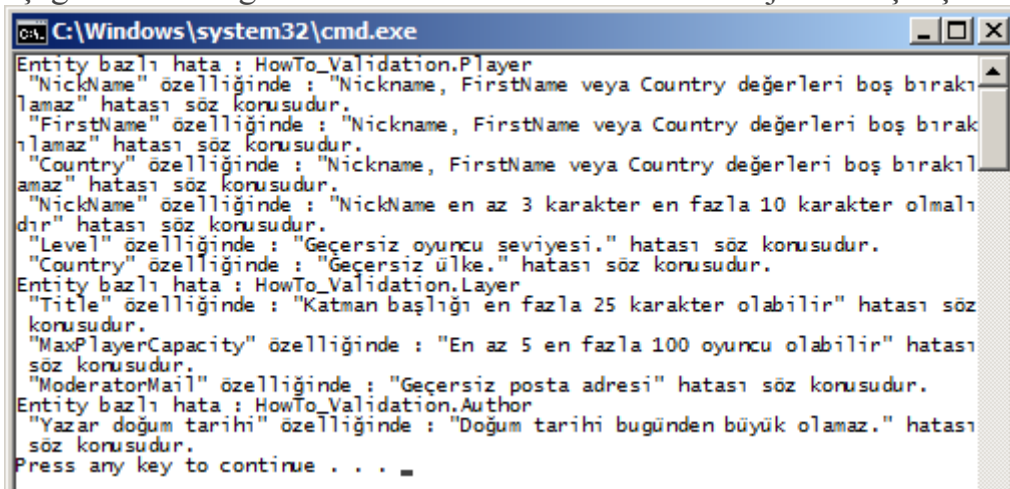 C:\Windows\system32\cmd.exe
Entity bazlı hata : HowTo_Validation.Player
"NickName" özelliğinde : "Nickname, FirstName veya Country değerleri boş bırakı
lamaz" hatası söz konusudur.
"FirstName" özelliğinde : "Nickname, FirstName veya Country değerleri boş bırak
ılamaz" hatası söz konusudur.
"Country" özelliğinde : "Nickname, FirstName veya Country değerleri boş bırakıl
amaz" hatası söz konusudur.
"NickName" özelliğinde : "NickName en az 3 karakter en fazla 10 karakter olmalı
dır" hatası söz konusudur.
"Level" özelliğinde : "Geçersiz oyuncu seviyesi." hatası söz konusudur.
"Country" özelliğinde : "Geçersiz ülke." hatası söz konusudur.
Entity bazlı hata : HowTo_Validation.Layer
"Title" özelliğinde : "Katman başlığı en fazla 25 karakter olabilir" hatası söz
konusudur.
"MaxPlayerCapacity" özelliğinde : "En az 5 en fazla 100 oyuncu olabilir" hatası
söz konusudur.
"ModeratorMail" özelliğinde : "Geçersiz posta adresi" hatası söz konusudur.
Entity bazlı hata : HowTo_Validation.Author
"Yazar doğum tarihi" özelliğinde : "Doğum tarihi bugünden büyük olamaz." hatası
söz konusudur.
Press any key to continue . . .